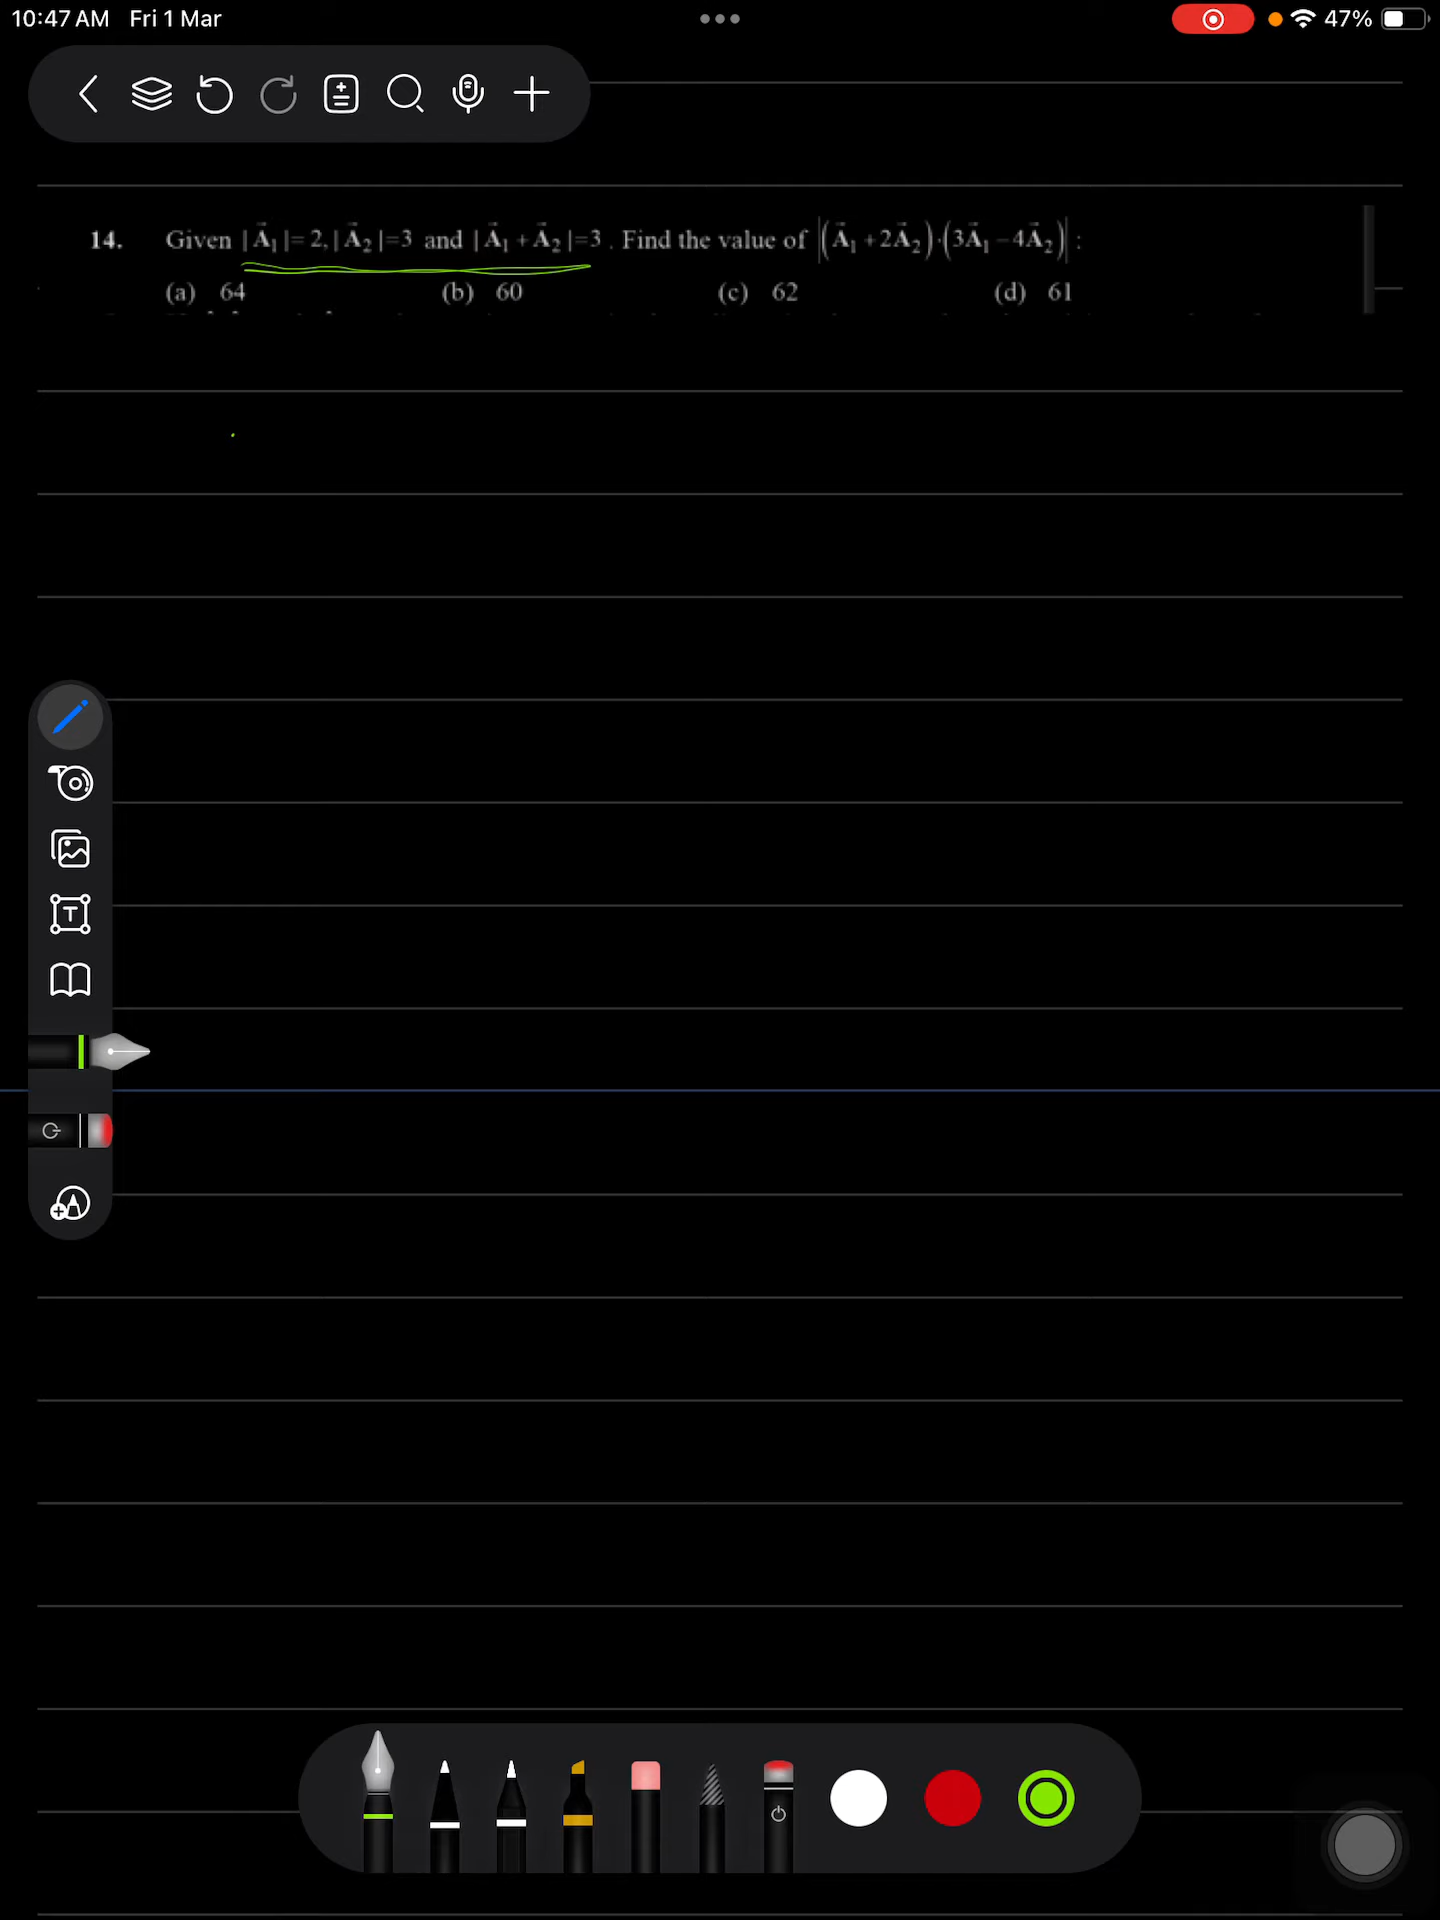 10:47 AM Fri 1 Mar 47%
14. Given |A⃗₁|=2, |A⃗₂|=3 and |A⃗₁+A⃗₂|=3. Find the value of |(A⃗₁+2A⃗₂)·(3A⃗₁−4A⃗₂)| :
(a) 64 (b) 60 (c) 62 (d) 61